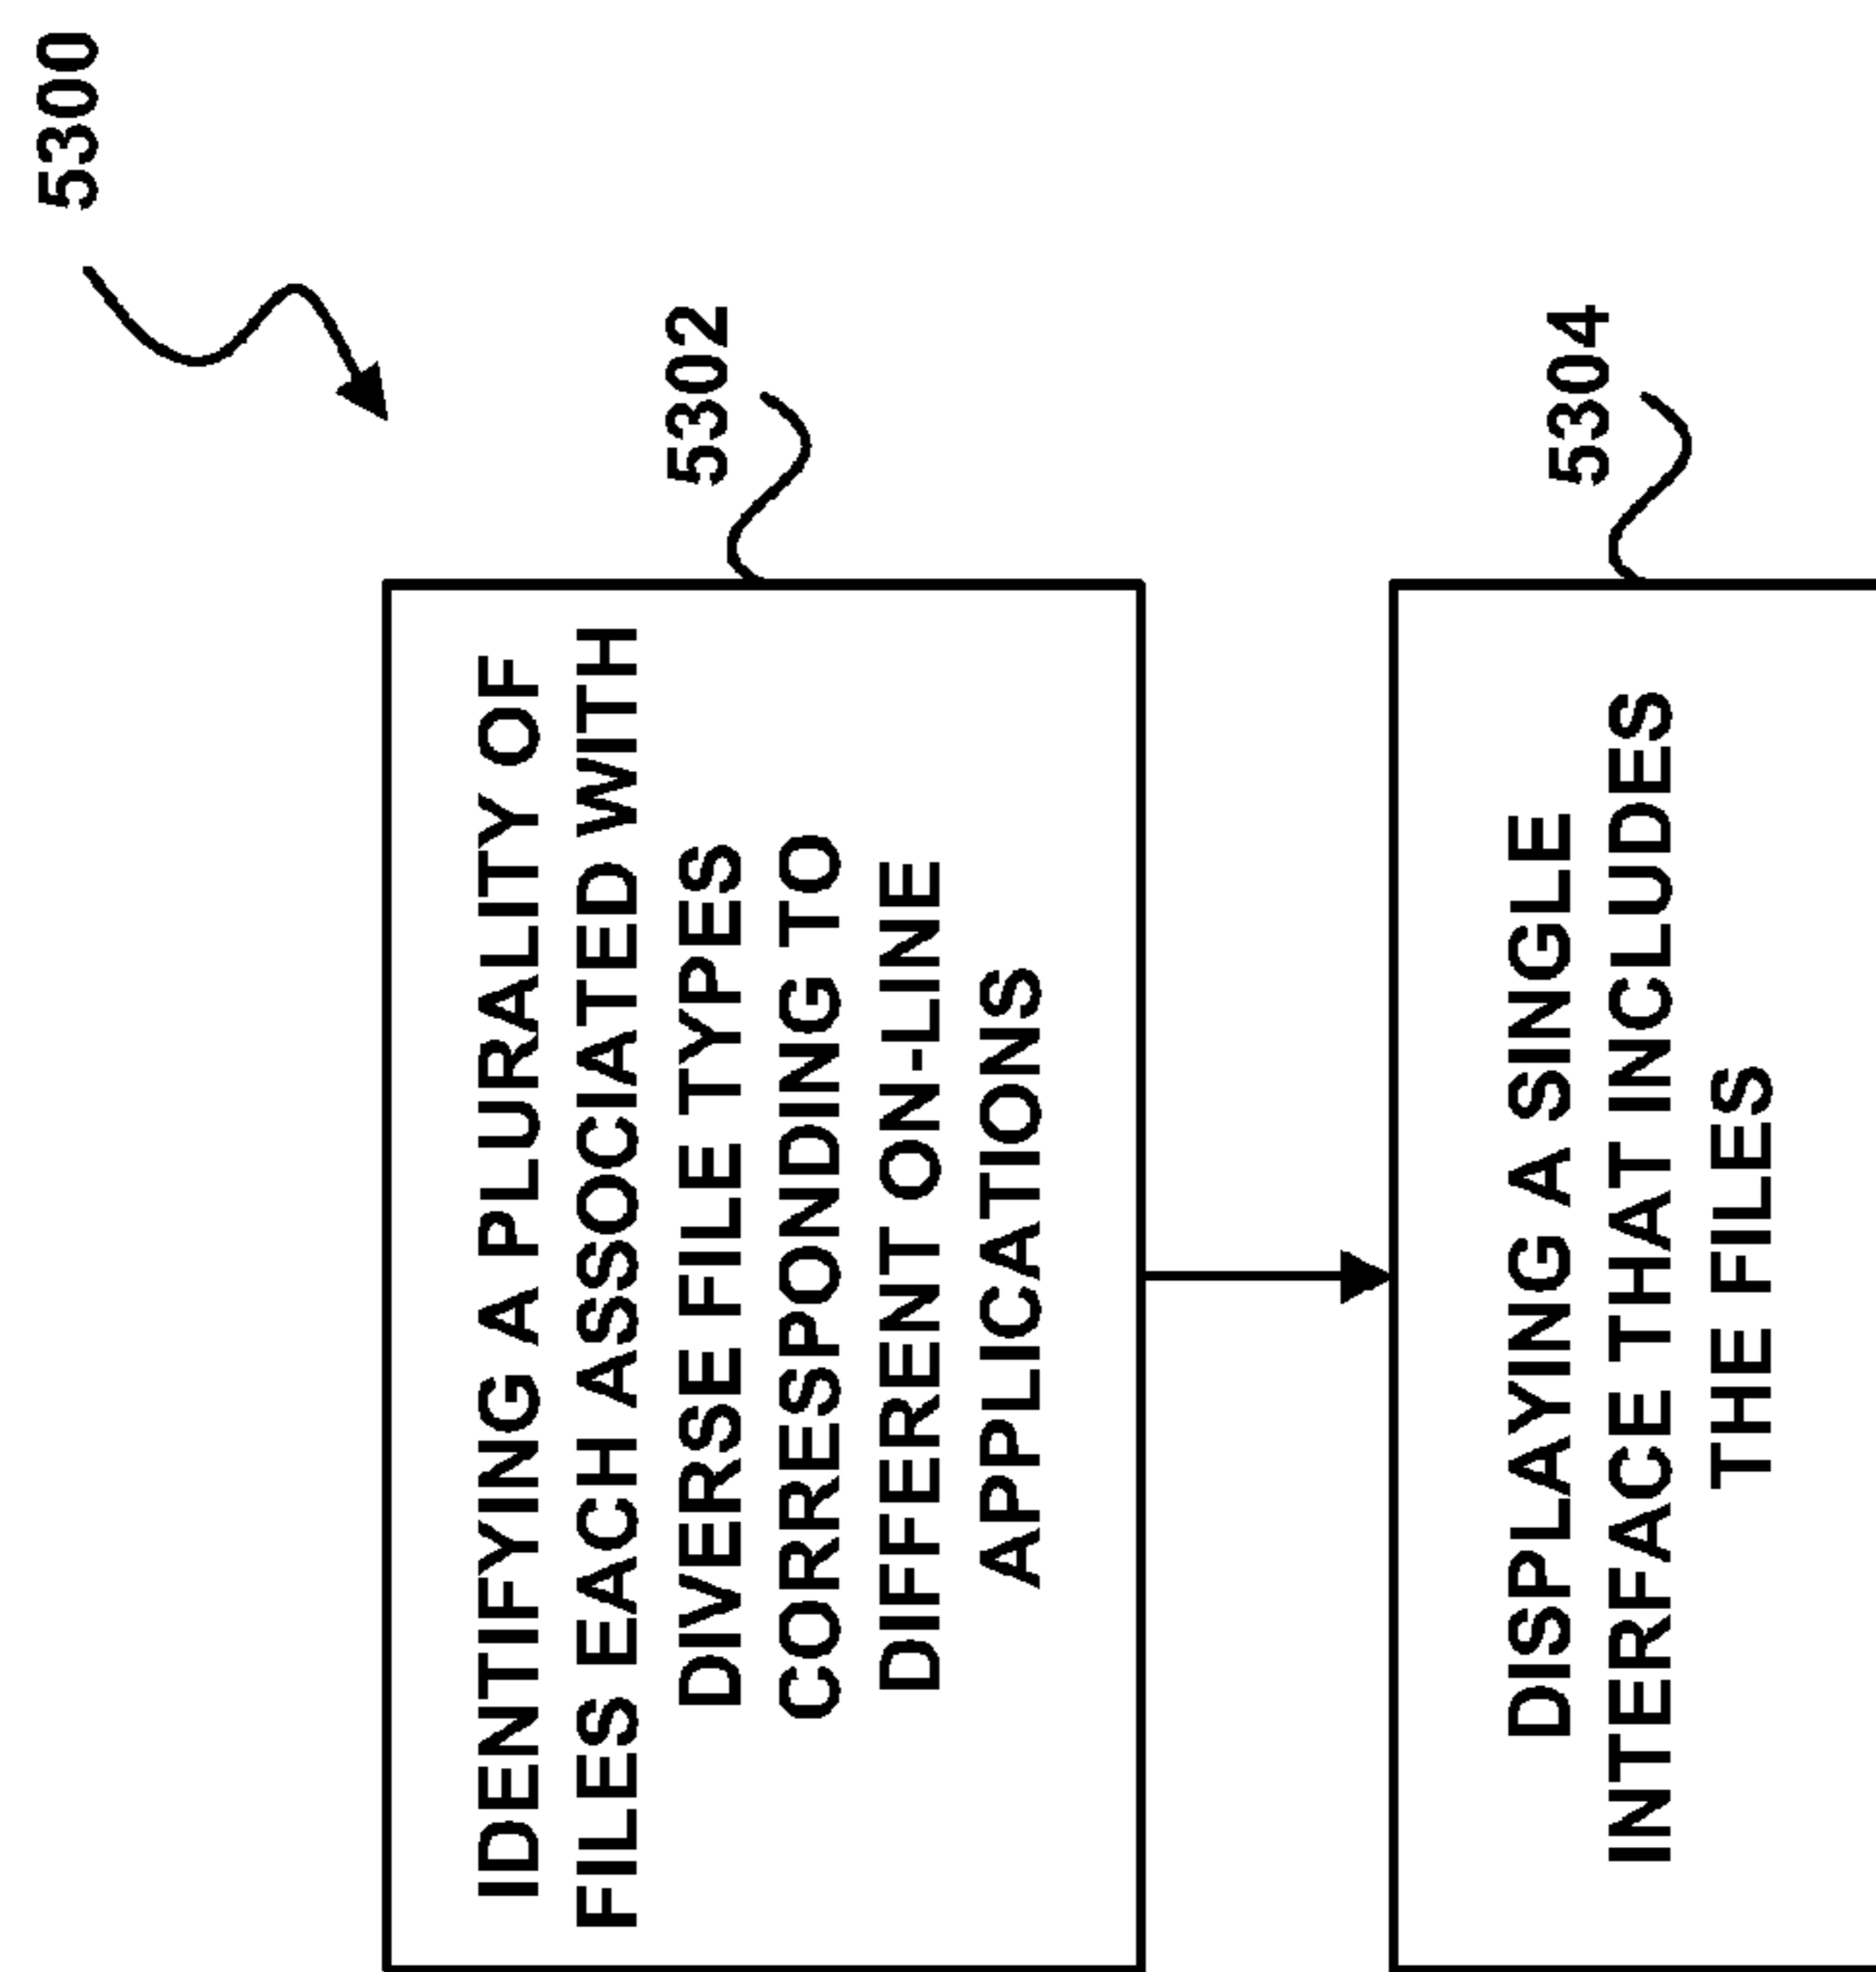 5300
5302
IDENTIFYING A PLURALITY OF
FILES EACH ASSOCIATED WITH
DIVERSE FILE TYPES
CORRESPONDING TO
DIFFERENT ON-LINE
APPLICATIONS
5304
DISPLAYING A SINGLE
INTERFACE THAT INCLUDES
THE FILES